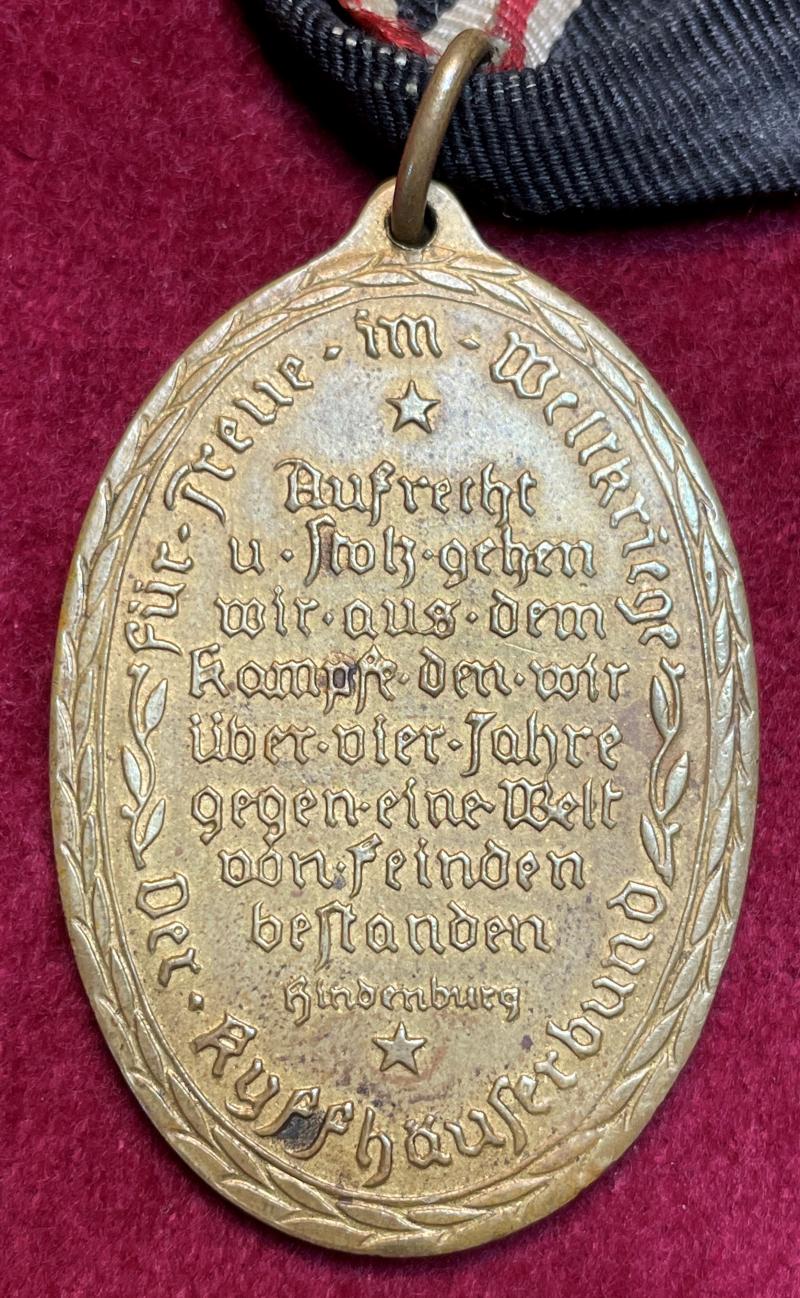 für · Treue · im · Weltkriege
Aufrecht
u · stolz · gehen
wir · aus · dem
Kampfe · den · wir
über · vier · Jahre
gegen · eine · Welt
von · Feinden
bestanden
Hindenburg
Der · Kyffhäuserbund